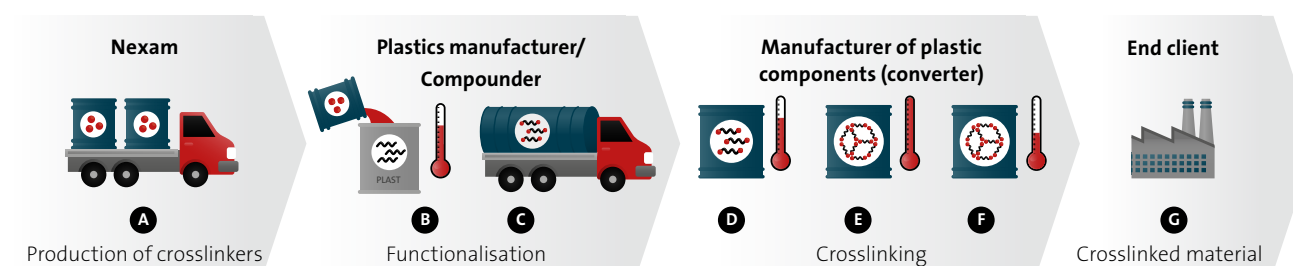 Nexam
Plastics manufacturer/
Compounder
Manufacturer of plastic
components (converter)
End client
PLAST
A
B
C
D
E
F
G
Production of crosslinkers
Functionalisation
Crosslinking
Crosslinked material